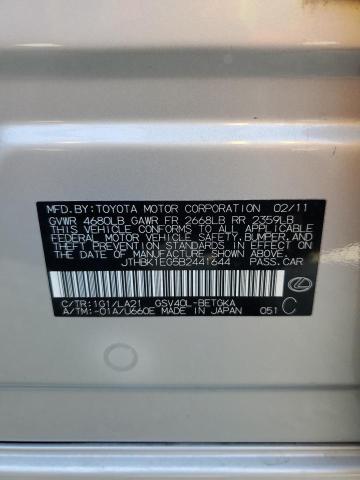 MFD.BY:TOYOTA MOTOR CORPORATION 02/11
GVWR 4680LB GAWR FR 2668LB RR 2359LB
THIS VEHICLE CONFORMS TO ALL APPLICABLE
FEDERAL MOTOR VEHICLE SAFETY, BUMPER, AND
THEFT PREVENTION STANDARDS IN EFFECT ON
THE DATE OF MANUFACTURE SHOWN ABOVE.
JTHBK1EG5B2441644 PASS.CAR
C/TR:1G1/LA21 GSV40L-BETGKA
A/TM:-01A/U660E MADE IN JAPAN 051 C